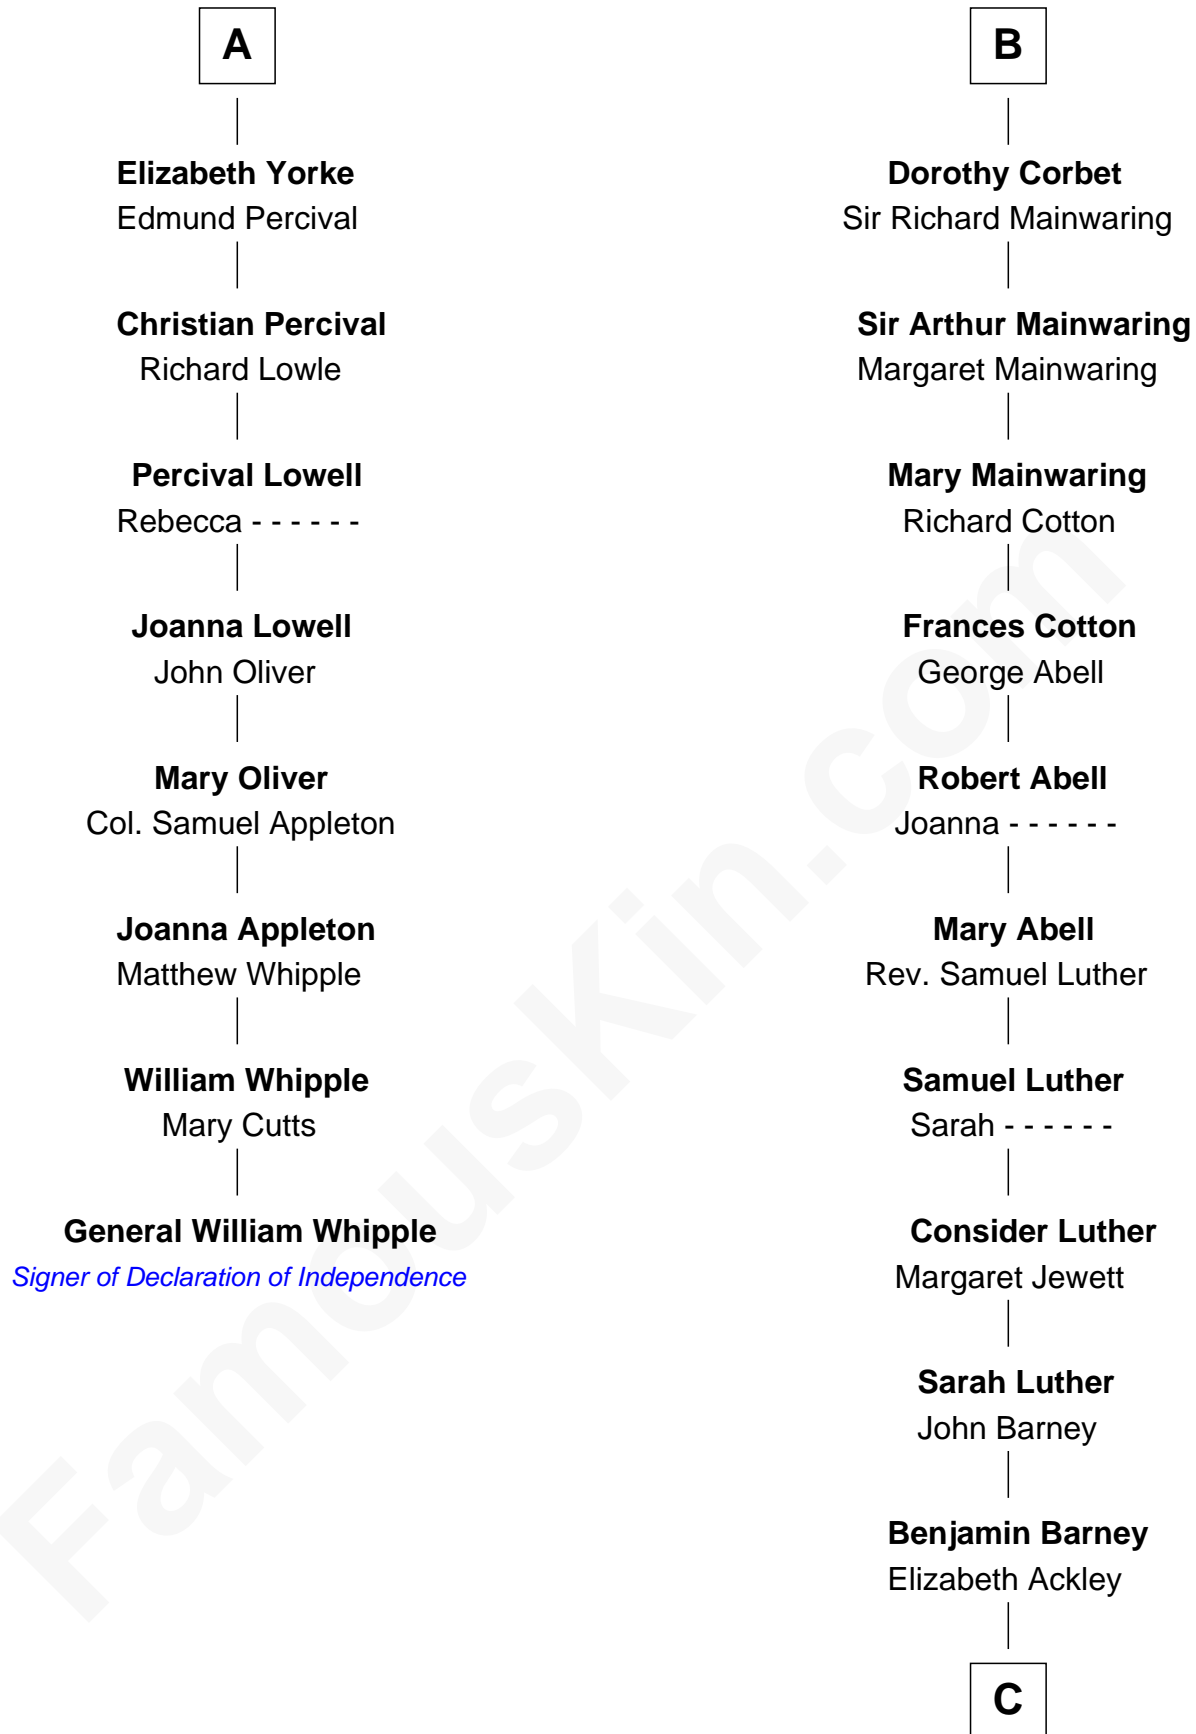 A
Elizabeth Yorke
Edmund Percival
Christian Percival
Richard Lowle
Percival Lowell
Rebecca - - - - - -
Joanna Lowell
John Oliver
Mary Oliver
Col. Samuel Appleton
Joanna Appleton
Matthew Whipple
William Whipple
Mary Cutts
General William Whipple
Signer of Declaration of Independence
B
Dorothy Corbet
Sir Richard Mainwaring
Sir Arthur Mainwaring
Margaret Mainwaring
Mary Mainwaring
Richard Cotton
Frances Cotton
George Abell
Robert Abell
Joanna - - - - - -
Mary Abell
Rev. Samuel Luther
Samuel Luther
Sarah - - - - - -
Consider Luther
Margaret Jewett
Sarah Luther
John Barney
Benjamin Barney
Elizabeth Ackley
C
FamousKin.com